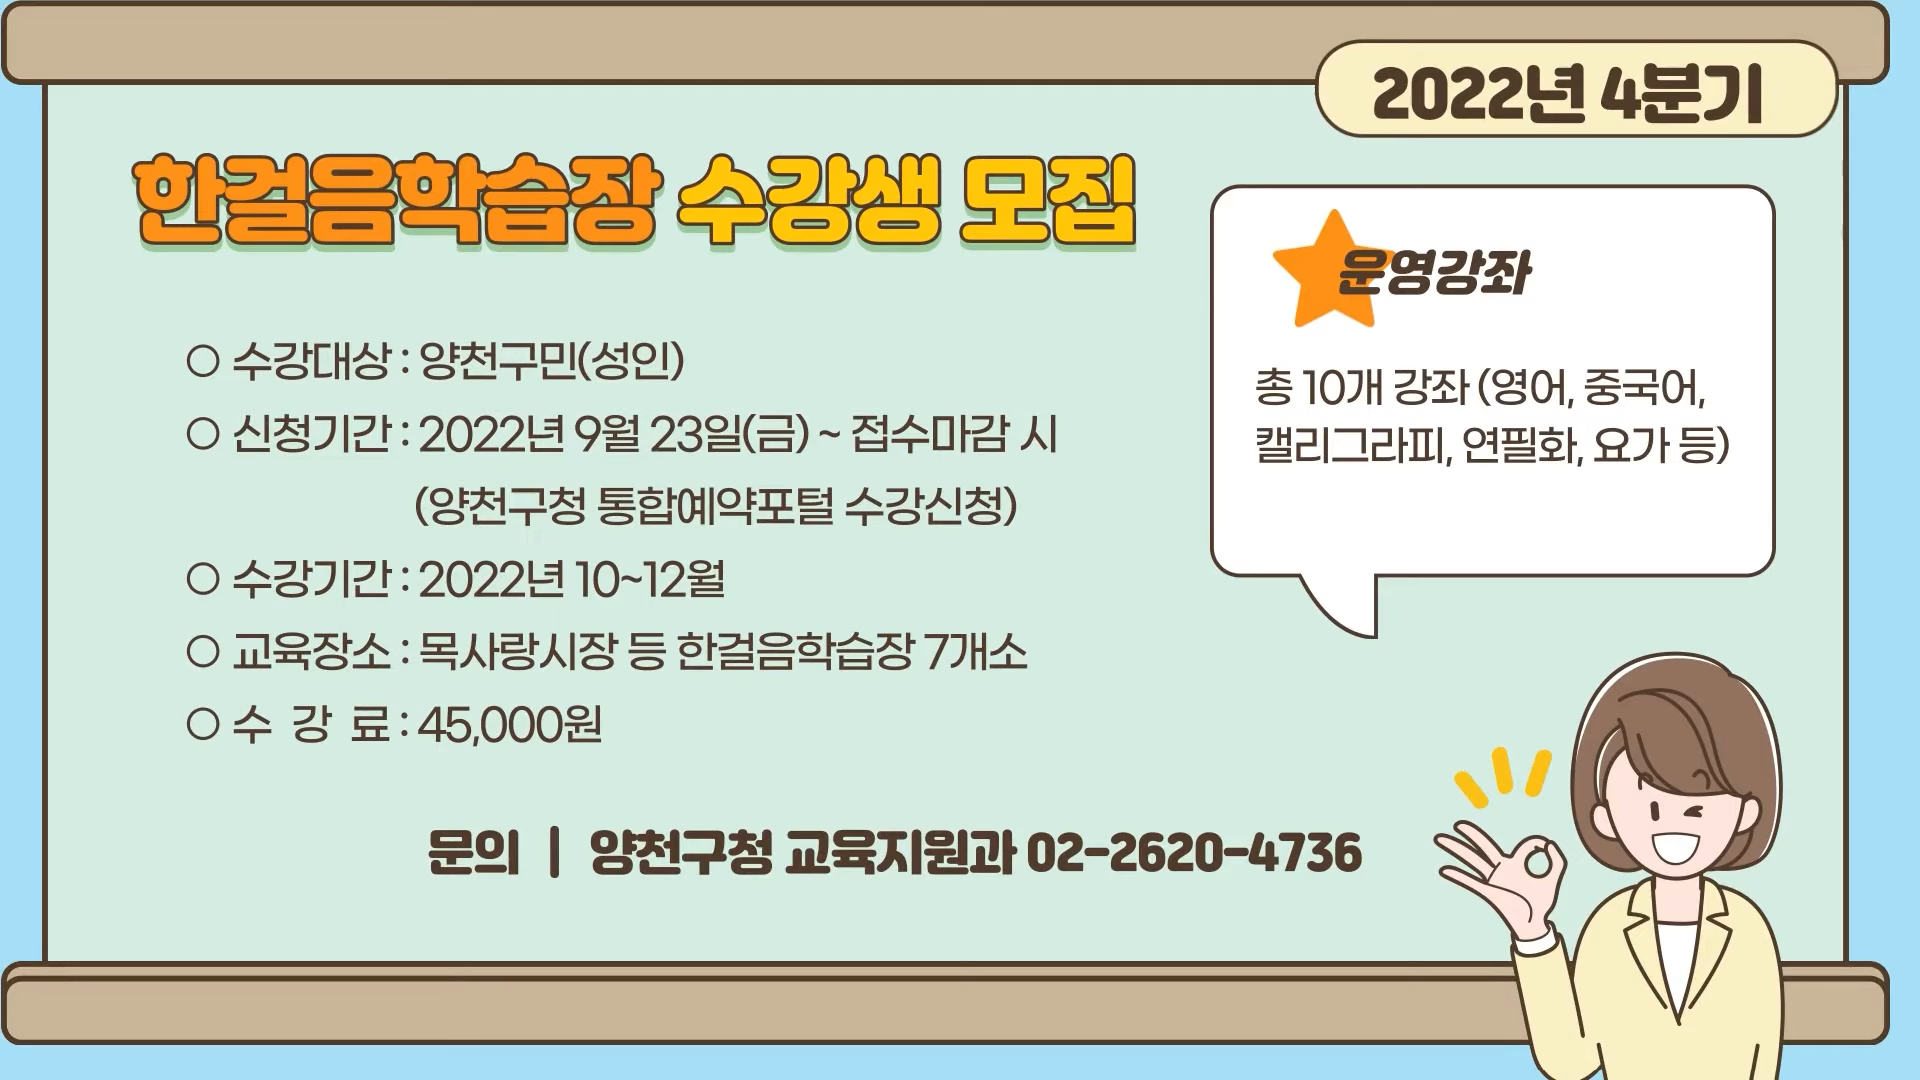 2022년 4분기
한걸음학습장 수강생 모집
○ 수강대상 : 양천구민(성인)
○ 신청기간 : 2022년 9월 23일(금) ~ 접수마감 시
(양천구청 통합예약포털 수강신청)
○ 수강기간 : 2022년 10~12월
○ 교육장소 : 목사랑시장 등 한걸음학습장 7개소
○ 수 강 료 : 45,000원
운영강좌
총 10개 강좌 (영어, 중국어,
캘리그라피, 연필화, 요가 등)
문의 | 양천구청 교육지원과 02-2620-4736